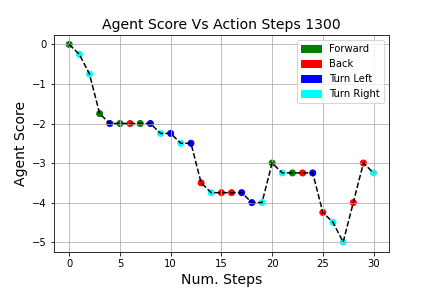 Agent Score Vs Action Steps 1300
Forward
Back
Turn Left
Turn Right
Agent Score
0
−1
−2
−3
−4
−5
0 5 10 15 20 25 30
Num. Steps